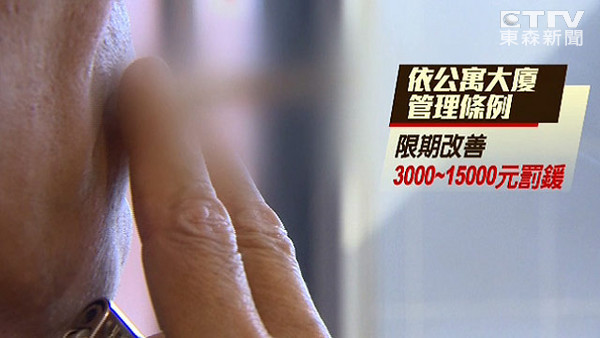 ETTV
東森新聞
依公寓大廈
管理條例
限期改善
3000~15000元罰鍰